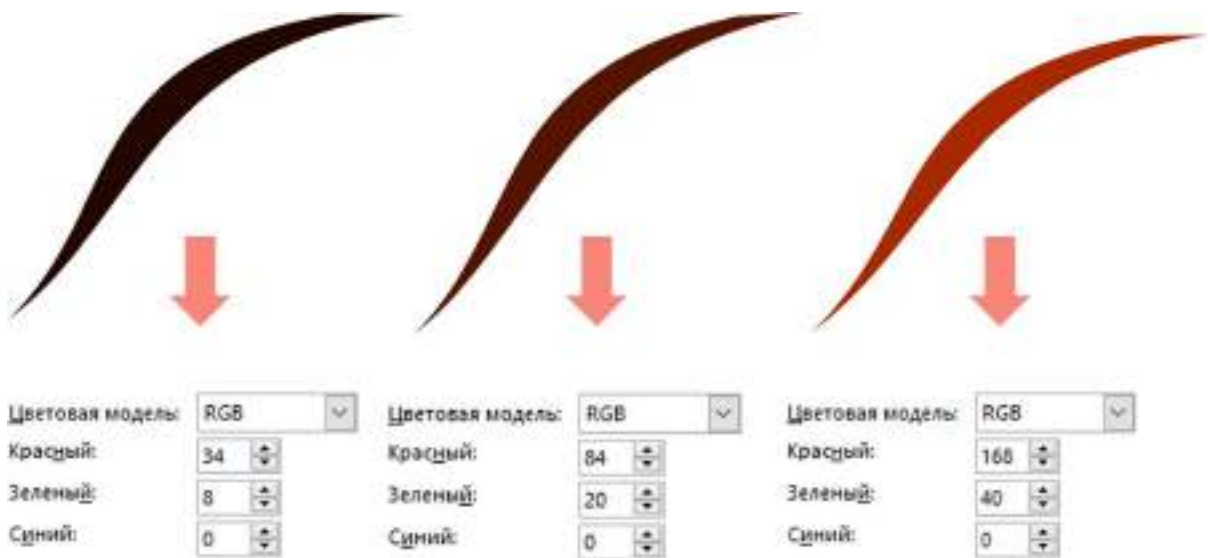 Цветовая модель: RGB
Красный: 34
Зеленый: 8
Синий: 0
Цветовая модель: RGB
Красный: 84
Зеленый: 20
Синий: 0
Цветовая модель: RGB
Красный: 168
Зеленый: 40
Синий: 0